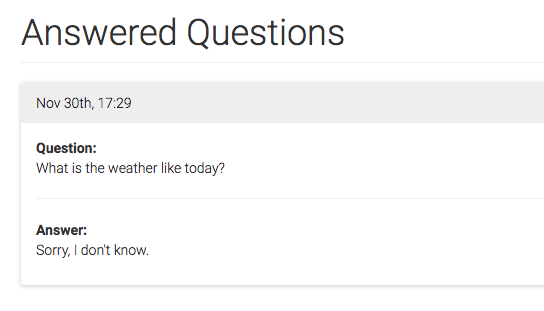 Answered Questions
Nov 30th, 17:29
Question:
What is the weather like today?
Answer:
Sorry, I don't know.